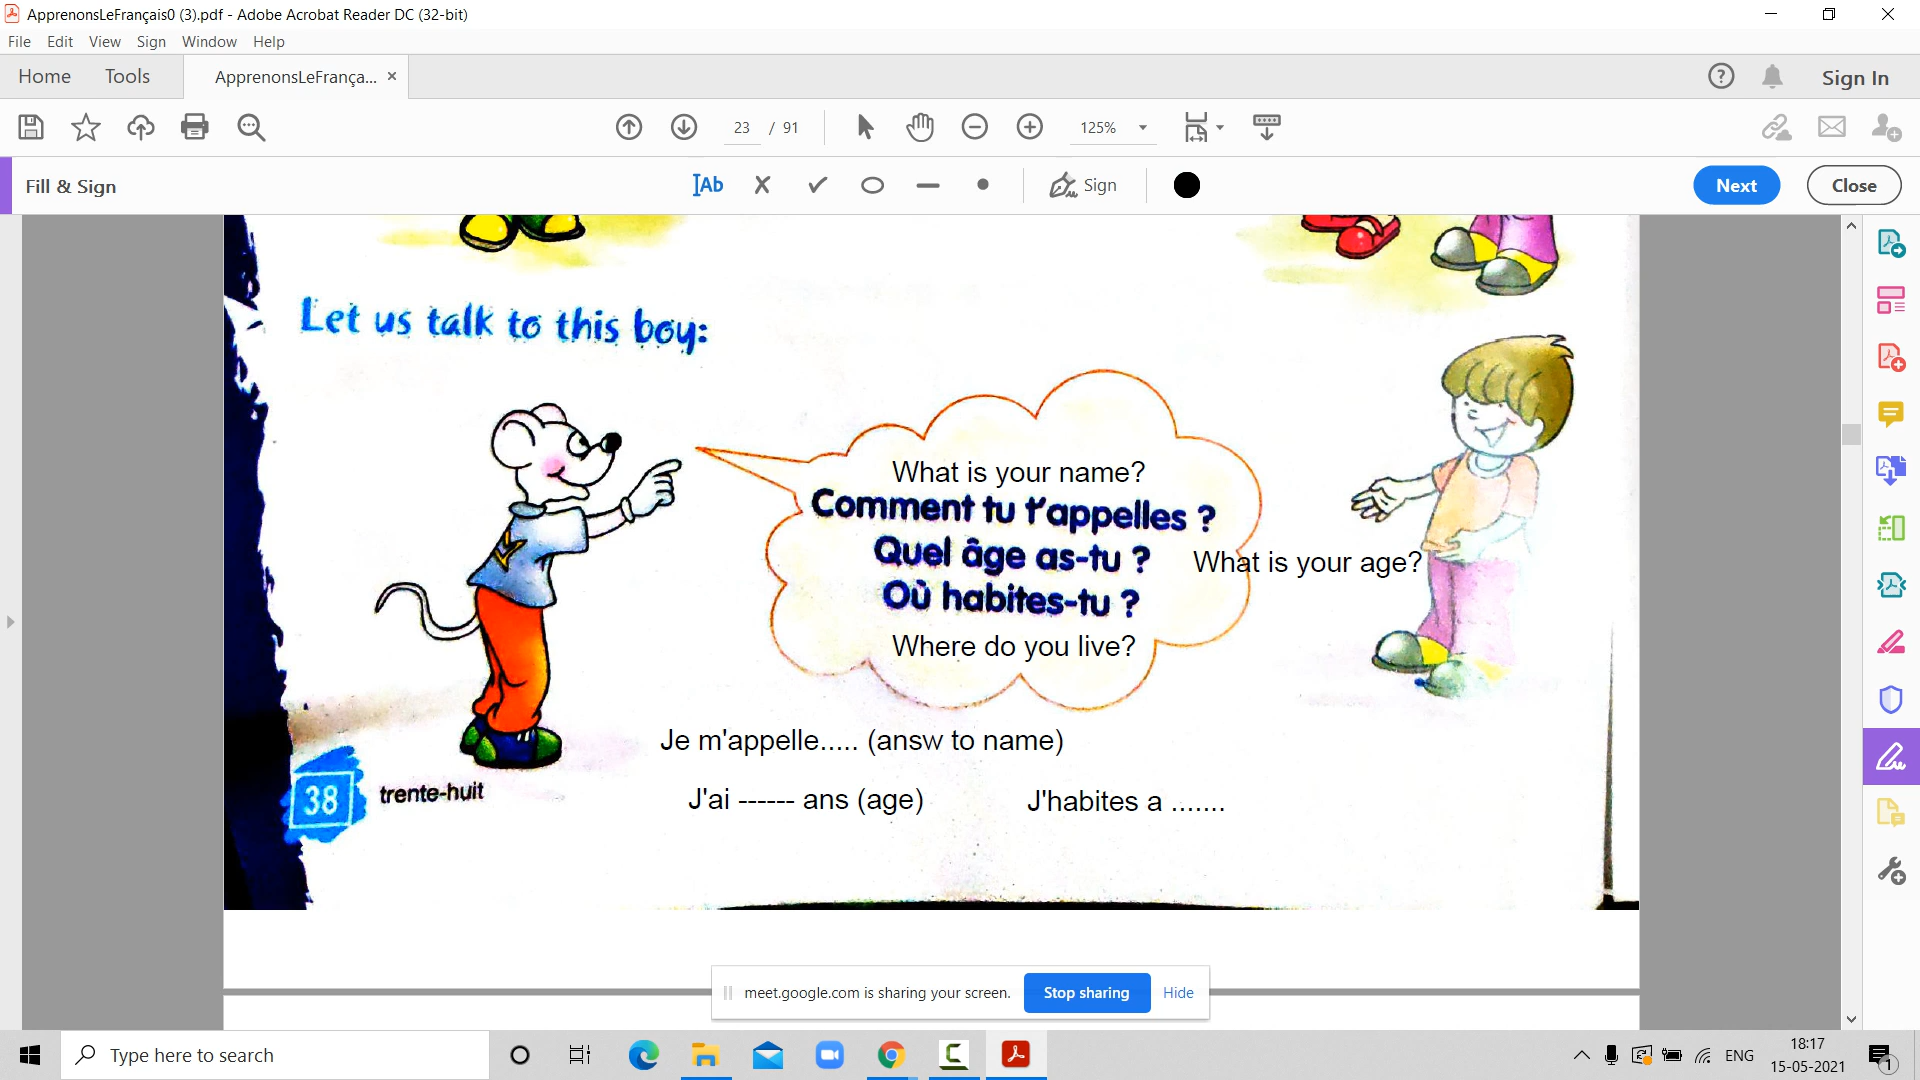 ApprenonsLeFrançais0 (3).pdf - Adobe Acrobat Reader DC (32-bit)
File Edit View Sign Window Help
Home Tools ApprenonsLeFrança... × Sign In
23 / 91 125%
Fill & Sign Ab Sign Next Close
Let us talk to this boy:
What is your name?
Comment tu t'appelles ?
Quel âge as-tu ? What is your age?
Où habites-tu ?
Where do you live?
Je m'appelle..... (answ to name)
38 trente-huit J'ai ------ ans (age) J'habites a .......
meet.google.com is sharing your screen. Stop sharing Hide
Type here to search ENG 18:17
15-05-2021 1